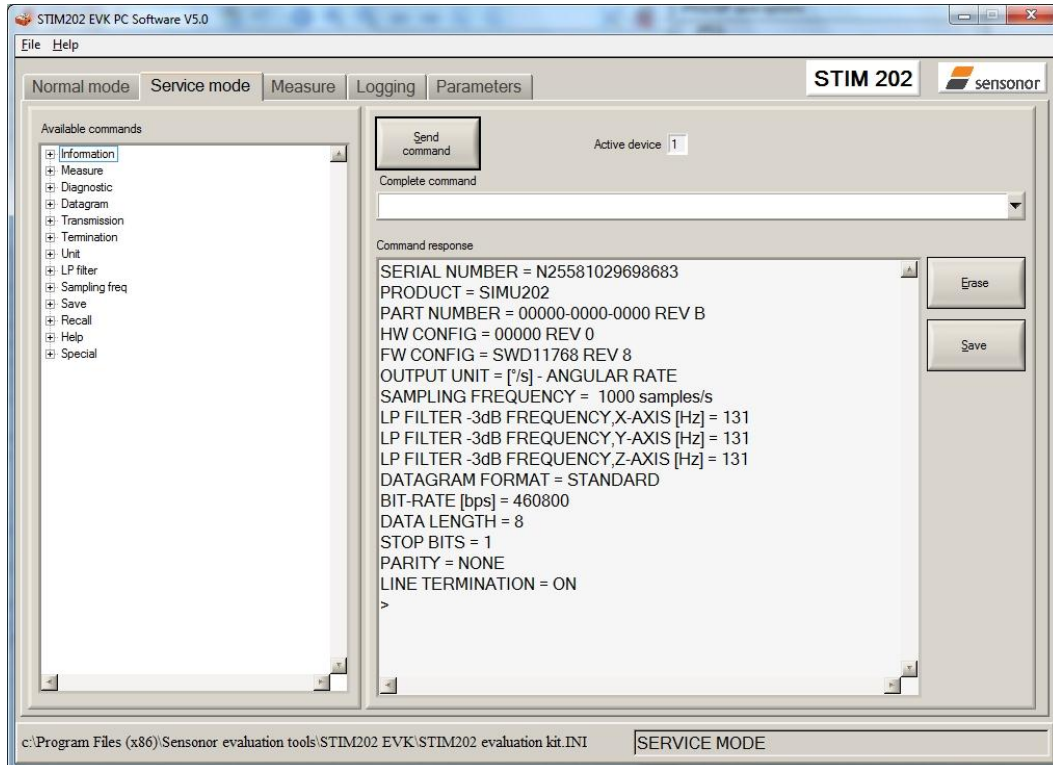 STIM202 EVK PC Software V5.0
File Help
Normal mode Service mode Measure Logging Parameters
STIM 202
sensonor
Available commands
Information
Measure
Diagnostic
Datagram
Transmission
Termination
Unit
LP filter
Sampling freq
Save
Recall
Help
Special
Send
command
Active device 1
Complete command
Command response
SERIAL NUMBER = N25581029698683
PRODUCT = SIMU202
PART NUMBER = 00000-0000-0000 REV B
HW CONFIG = 00000 REV 0
FW CONFIG = SWD11768 REV 8
OUTPUT UNIT = [°/s] - ANGULAR RATE
SAMPLING FREQUENCY = 1000 samples/s
LP FILTER -3dB FREQUENCY,X-AXIS [Hz] = 131
LP FILTER -3dB FREQUENCY,Y-AXIS [Hz] = 131
LP FILTER -3dB FREQUENCY,Z-AXIS [Hz] = 131
DATAGRAM FORMAT = STANDARD
BIT-RATE [bps] = 460800
DATA LENGTH = 8
STOP BITS = 1
PARITY = NONE
LINE TERMINATION = ON
>
Erase
Save
c:\Program Files (x86)\Sensonor evaluation tools\STIM202 EVK\STIM202 evaluation kit.INI
SERVICE MODE